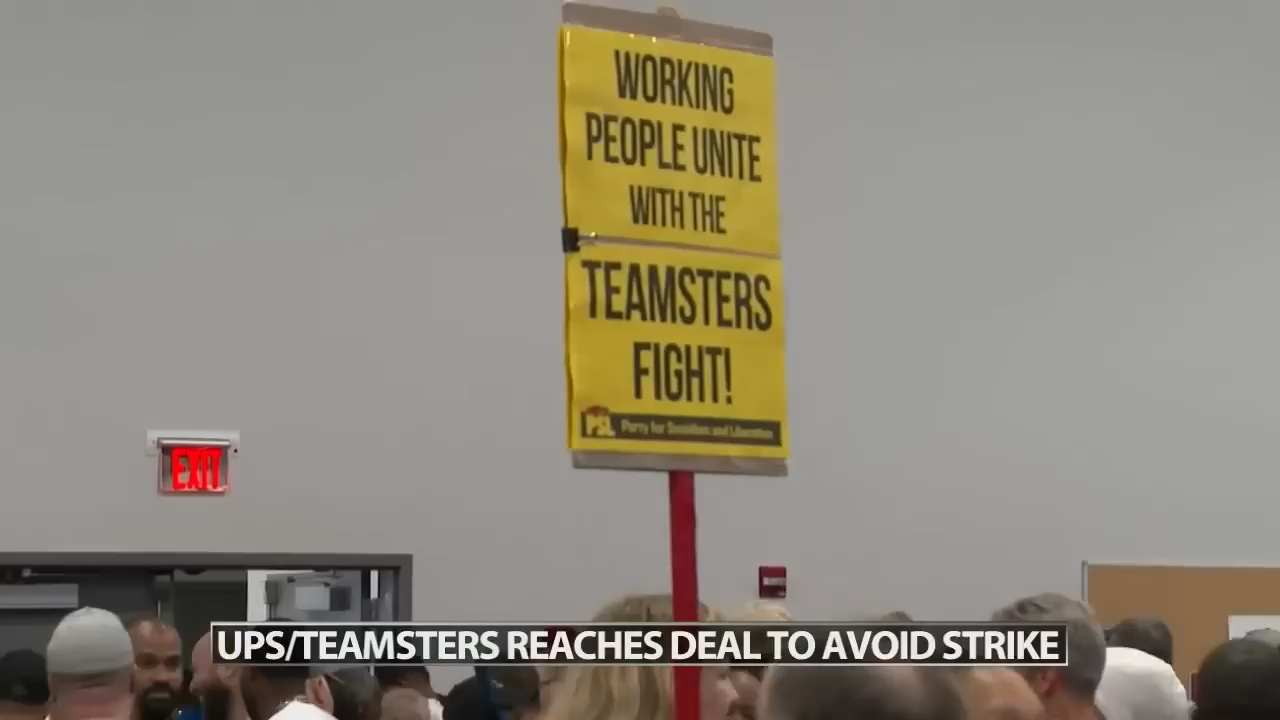 WORKING
PEOPLE UNITE
WITH THE
TEAMSTERS
FIGHT!
PSL Party for Socialism and Liberation
EXIT
UPS/TEAMSTERS REACHES DEAL TO AVOID STRIKE